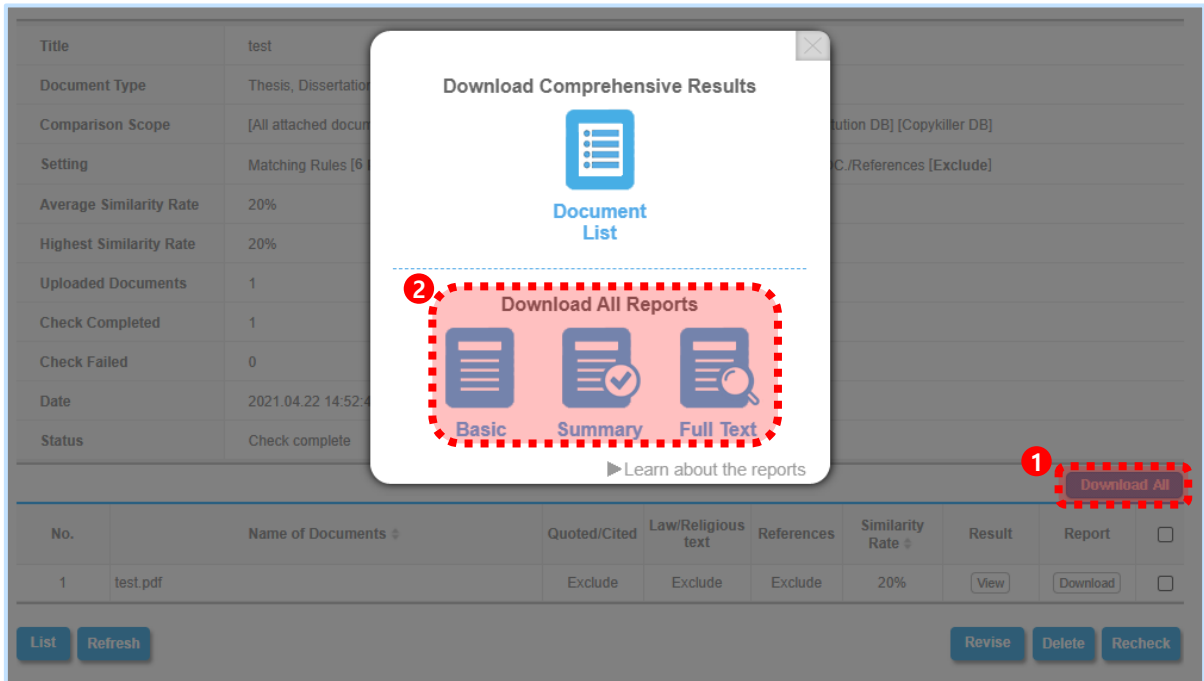 Title test
Document Type Thesis, Dissertation
Comparison Scope [All attached tution DB] [Copykiller DB]
Setting Matching Rules [6 /References [Exclude]
Average Similarity Rate 20%
Highest Similarity Rate 20%
Uploaded Documents 1
Check Completed 1
Check Failed 0
Date 2021.04.22 14:52:4
Status Check complete
Download Comprehensive Results
Document
List
2
Download All Reports
Basic Summary Full Text
▶Learn about the reports
1
Download All
No. Name of Documents Quoted/Cited Law/Religious text References Similarity Rate Result Report
1 test.pdf Exclude Exclude Exclude 20% View Download
List Refresh Revise Delete Recheck